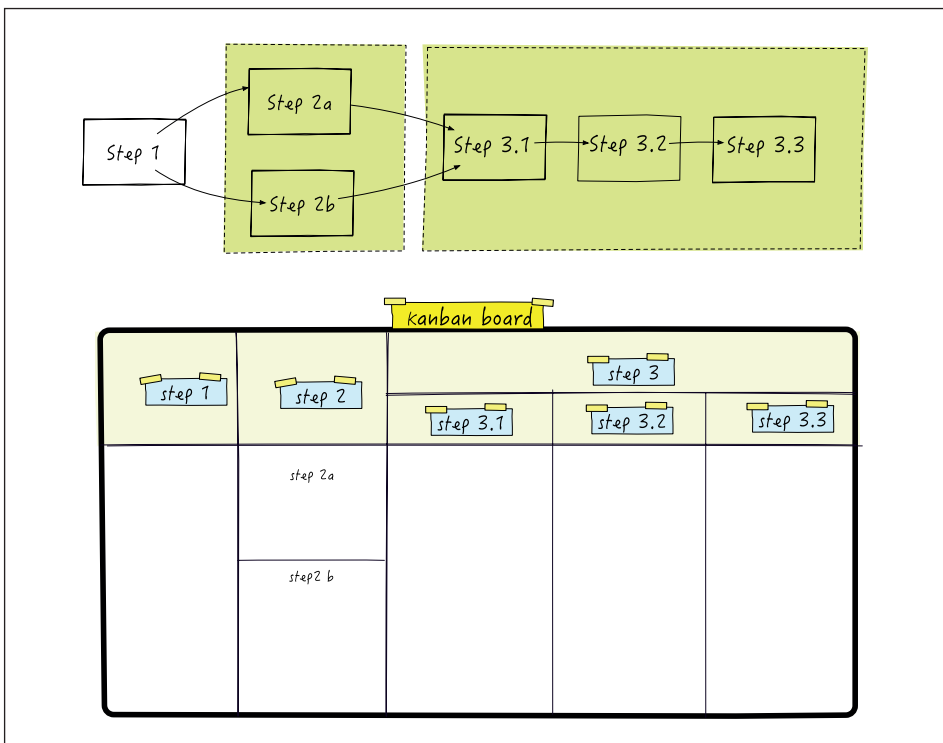 Step 2a
Step 1
Step 3.1
Step 3.2
Step 3.3
Step 2b
kanban board
step 1
step 2
step 3
step 3.1
step 3.2
step 3.3
step 2a
step2 b